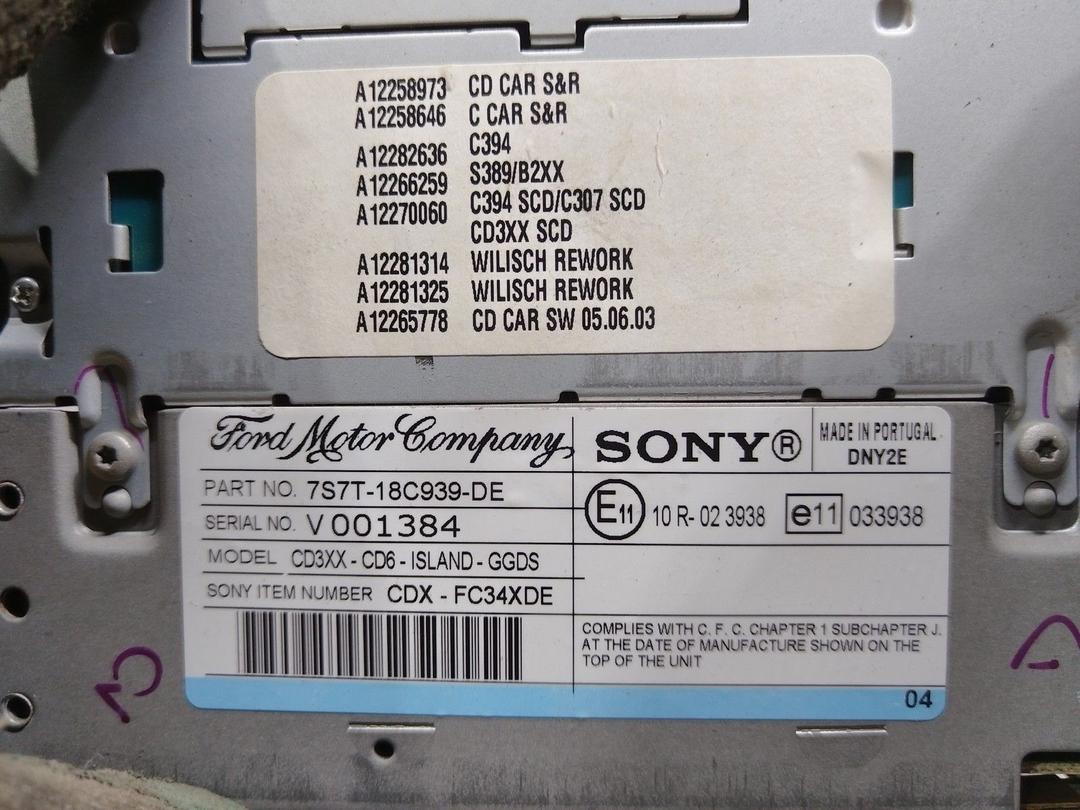 A12258973 CD CAR S&R
A12258646 C CAR S&R
A12282636 C394
A12266259 S389/B2XX
A12270060 C394 SCD/C307 SCD
CD3XX SCD
A12281314 WILISCH REWORK
A12281325 WILISCH REWORK
A12265778 CD CAR SW 05.06.03
Ford Motor Company,
SONY®
MADE IN PORTUGAL
DNY2E
PART NO. 7S7T-18C939-DE
SERIAL NO. V001384
MODEL CD3XX - CD6 - ISLAND - GGDS
SONY ITEM NUMBER CDX - FC34XDE
E11 10 R- 02 3938 e11 033938
COMPLIES WITH C. F. C. CHAPTER 1 SUBCHAPTER J.
AT THE DATE OF MANUFACTURE SHOWN ON THE
TOP OF THE UNIT
04